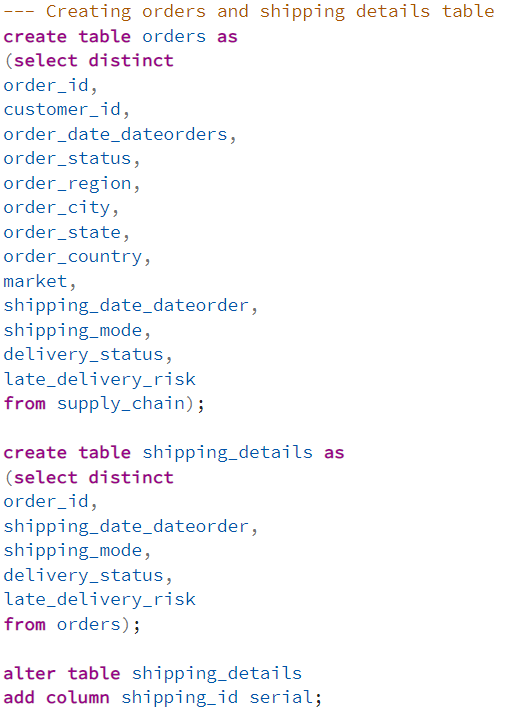 --- Creating orders and shipping details table
create table orders as
(select distinct
order_id,
customer_id,
order_date_dateorders,
order_status,
order_region,
order_city,
order_state,
order_country,
market,
shipping_date_dateorder,
shipping_mode,
delivery_status,
late_delivery_risk
from supply_chain);
create table shipping_details as
(select distinct
order_id,
shipping_date_dateorder,
shipping_mode,
delivery_status,
late_delivery_risk
from orders);
alter table shipping_details
add column shipping_id serial;